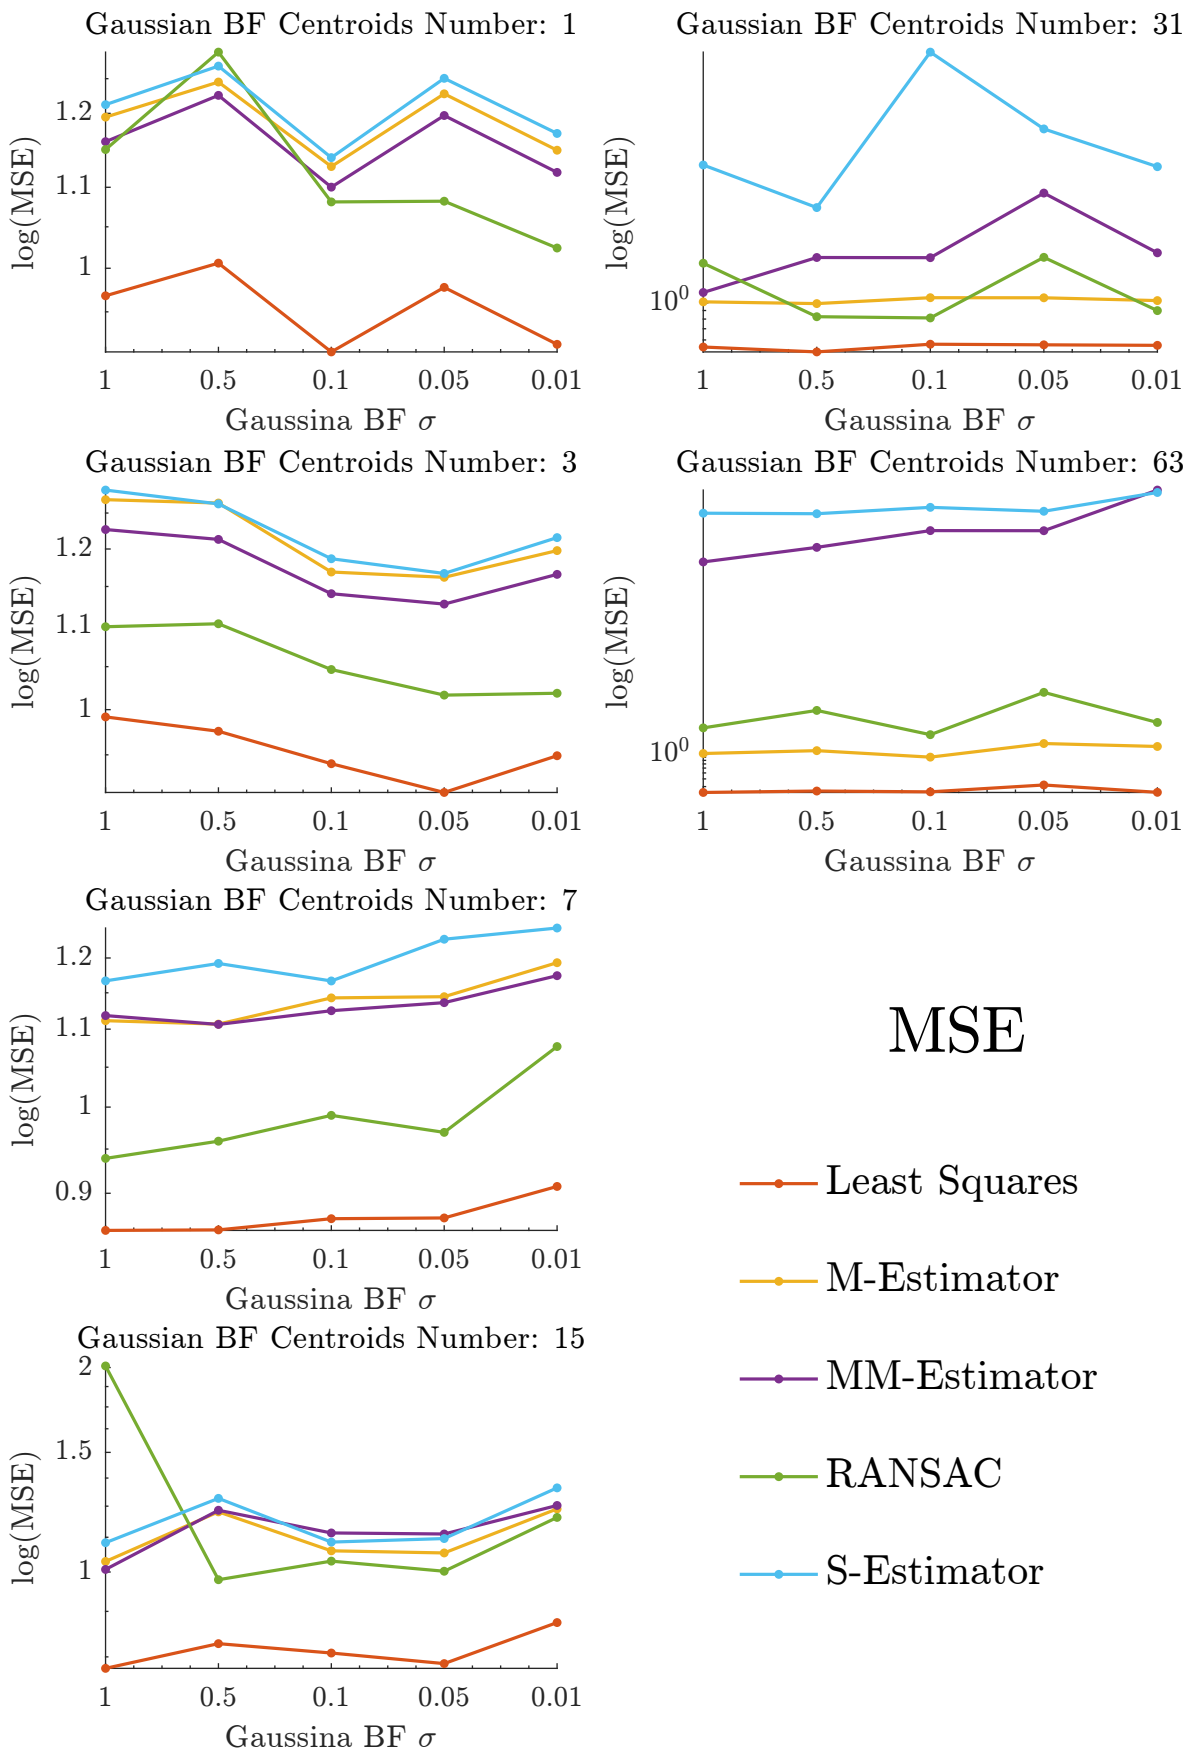 Gaussian BF Centroids Number: 1
log(MSE)
1.2
1.1
1
1 0.5 0.1 0.05 0.01
Gaussina BF σ
Gaussian BF Centroids Number: 31
log(MSE)
10⁰
1 0.5 0.1 0.05 0.01
Gaussina BF σ
Gaussian BF Centroids Number: 3
log(MSE)
1.2
1.1
1
1 0.5 0.1 0.05 0.01
Gaussina BF σ
Gaussian BF Centroids Number: 63
log(MSE)
10⁰
1 0.5 0.1 0.05 0.01
Gaussina BF σ
Gaussian BF Centroids Number: 7
log(MSE)
1.2
1.1
1
0.9
1 0.5 0.1 0.05 0.01
Gaussina BF σ
Gaussian BF Centroids Number: 15
log(MSE)
2
1.5
1
1 0.5 0.1 0.05 0.01
Gaussina BF σ
MSE
Least Squares
M-Estimator
MM-Estimator
RANSAC
S-Estimator